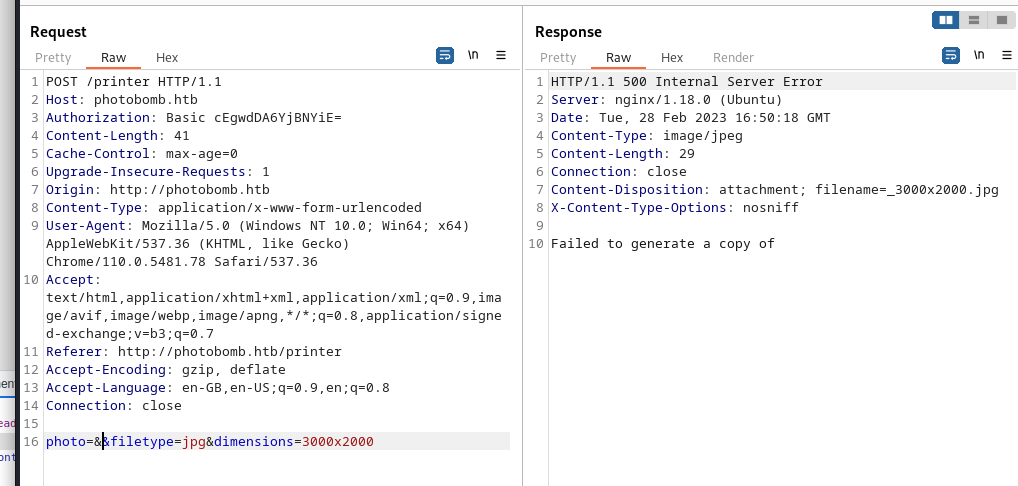 Request
Pretty Raw Hex \n
1 POST /printer HTTP/1.1
2 Host: photobomb.htb
3 Authorization: Basic cEgwdDA6YjBNYiE=
4 Content-Length: 41
5 Cache-Control: max-age=0
6 Upgrade-Insecure-Requests: 1
7 Origin: http://photobomb.htb
8 Content-Type: application/x-www-form-urlencoded
9 User-Agent: Mozilla/5.0 (Windows NT 10.0; Win64; x64)
AppleWebKit/537.36 (KHTML, like Gecko)
Chrome/110.0.5481.78 Safari/537.36
10 Accept:
text/html,application/xhtml+xml,application/xml;q=0.9,ima
ge/avif,image/webp,image/apng,*/*;q=0.8,application/signe
d-exchange;v=b3;q=0.7
11 Referer: http://photobomb.htb/printer
12 Accept-Encoding: gzip, deflate
13 Accept-Language: en-GB,en-US;q=0.9,en;q=0.8
14 Connection: close
15
16 photo=&&filetype=jpg&dimensions=3000x2000
Response
Pretty Raw Hex Render \n
1 HTTP/1.1 500 Internal Server Error
2 Server: nginx/1.18.0 (Ubuntu)
3 Date: Tue, 28 Feb 2023 16:50:18 GMT
4 Content-Type: image/jpeg
5 Content-Length: 29
6 Connection: close
7 Content-Disposition: attachment; filename=_3000x2000.jpg
8 X-Content-Type-Options: nosniff
9
10 Failed to generate a copy of